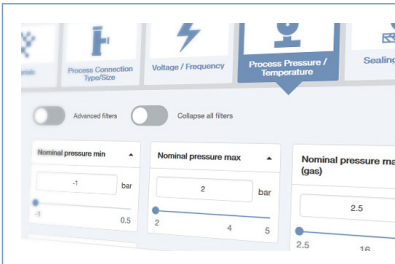 Process Connection
Type/Size
Voltage / Frequency
Process Pressure /
Temperature
Sealing
Advanced filters
Collapse all filters
Nominal pressure min
-1
bar
-1
0.5
Nominal pressure max
2
bar
2
4
5
Nominal pressure ma
(gas)
2.5
2.5
16